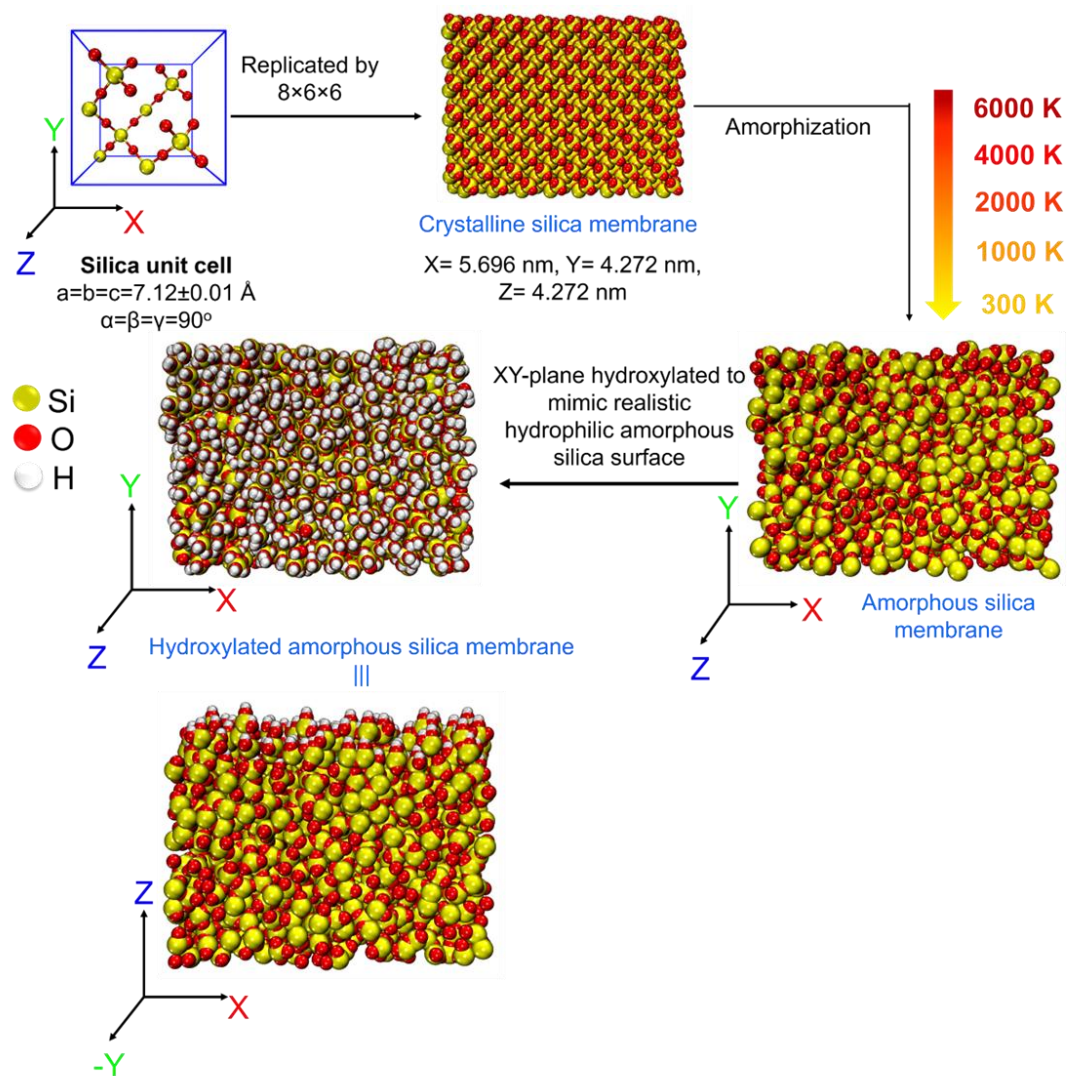 Replicated by
8×6×6
Y
X
Z
Silica unit cell
a=b=c=7.12±0.01 Å
α=β=γ=90º
Crystalline silica membrane
X= 5.696 nm, Y= 4.272 nm,
Z= 4.272 nm
Amorphization
6000 K
4000 K
2000 K
1000 K
300 K
Si
O
H
Y
X
Z
XY-plane hydroxylated to
mimic realistic
hydrophilic amorphous
silica surface
Y
X
Z
Amorphous silica
membrane
Hydroxylated amorphous silica membrane
|||
Z
X
-Y